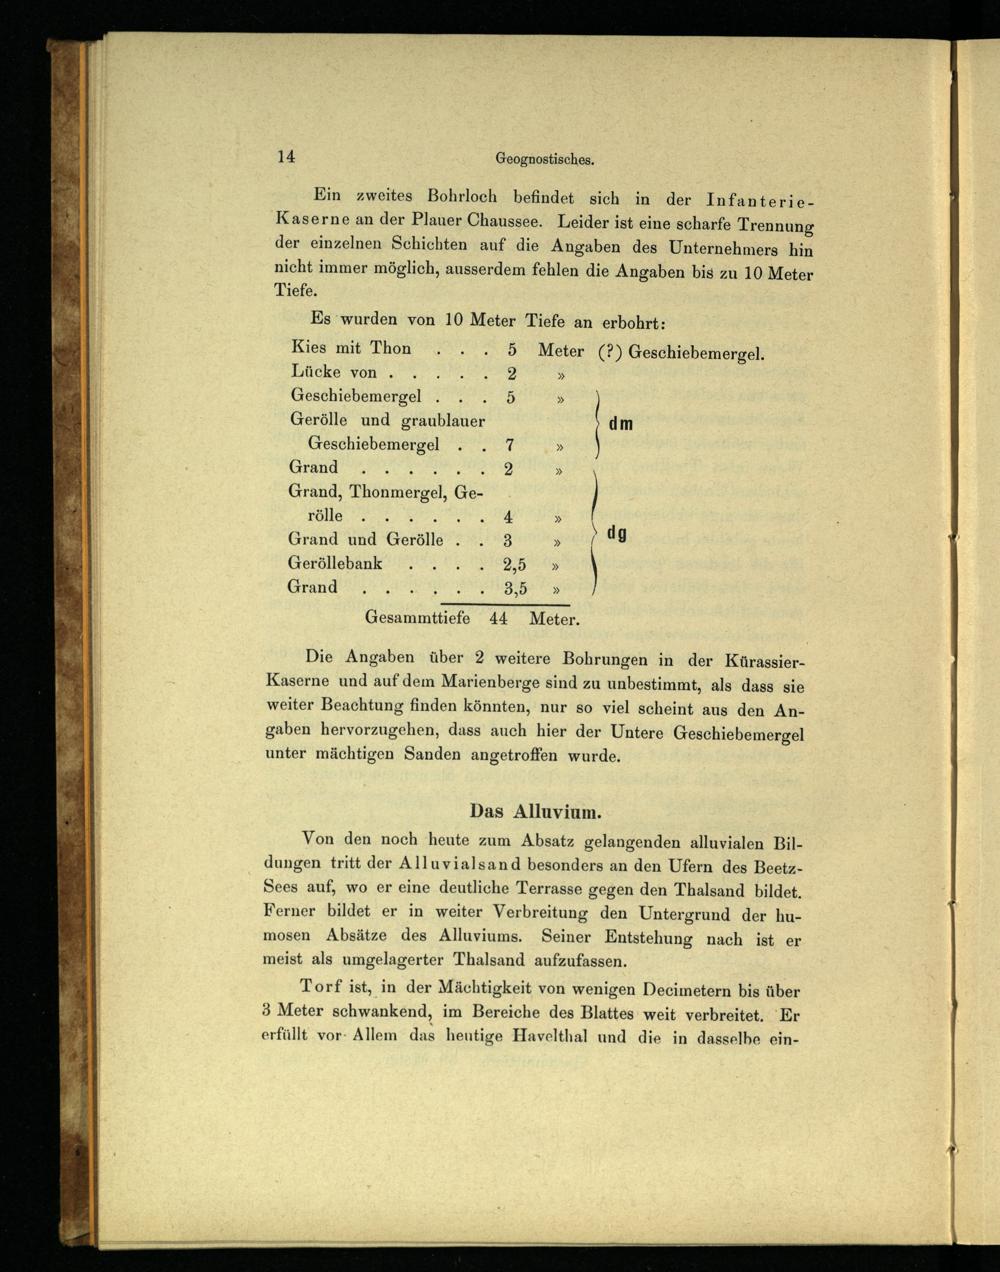 14 Geognostisches.
Ein zweites Bohrloch befindet sich in der Infanterie-
Kaserne an der Plauer Chaussee. Leider ist eine scharfe Trennung
der einzelnen Schichten auf die Angaben des Unternehmers hin
nicht immer möglich, ausserdem fehlen die Angaben bis zu 10 Meter
Tiefe.
Es wurden von 10 Meter Tiefe an erbohrt:
Kies mit Thon . . . 5 Meter (?) Geschiebemergel.
Lücke von . . . . . 2 »
Geschiebemergel . . . 5 »
Gerölle und graublauer
Geschiebemergel . . 7 » dm
Grand . . . . . . 2 »
Grand, Thonmergel, Ge-
rölle . . . . . . 4 »
Grand und Gerölle . . 3 » dg
Geröllebank . . . . 2,5 »
Grand . . . . . . 3,5 »
Gesammttiefe 44 Meter.
Die Angaben über 2 weitere Bohrungen in der Kürassier-
Kaserne und auf dem Marienberge sind zu unbestimmt, als dass sie
weiter Beachtung finden könnten, nur so viel scheint aus den An-
gaben hervorzugehen, dass auch hier der Untere Geschiebemergel
unter mächtigen Sanden angetroffen wurde.
Das Alluvium.
Von den noch heute zum Absatz gelangenden alluvialen Bil-
dungen tritt der Alluvialsand besonders an den Ufern des Beetz-
Sees auf, wo er eine deutliche Terrasse gegen den Thalsand bildet.
Ferner bildet er in weiter Verbreitung den Untergrund der hu-
mosen Absätze des Alluviums. Seiner Entstehung nach ist er
meist als umgelagerter Thalsand aufzufassen.
Torf ist, in der Mächtigkeit von wenigen Decimetern bis über
3 Meter schwankend, im Bereiche des Blattes weit verbreitet. Er
erfüllt vor Allem das heutige Havelthal und die in dasselbe ein-